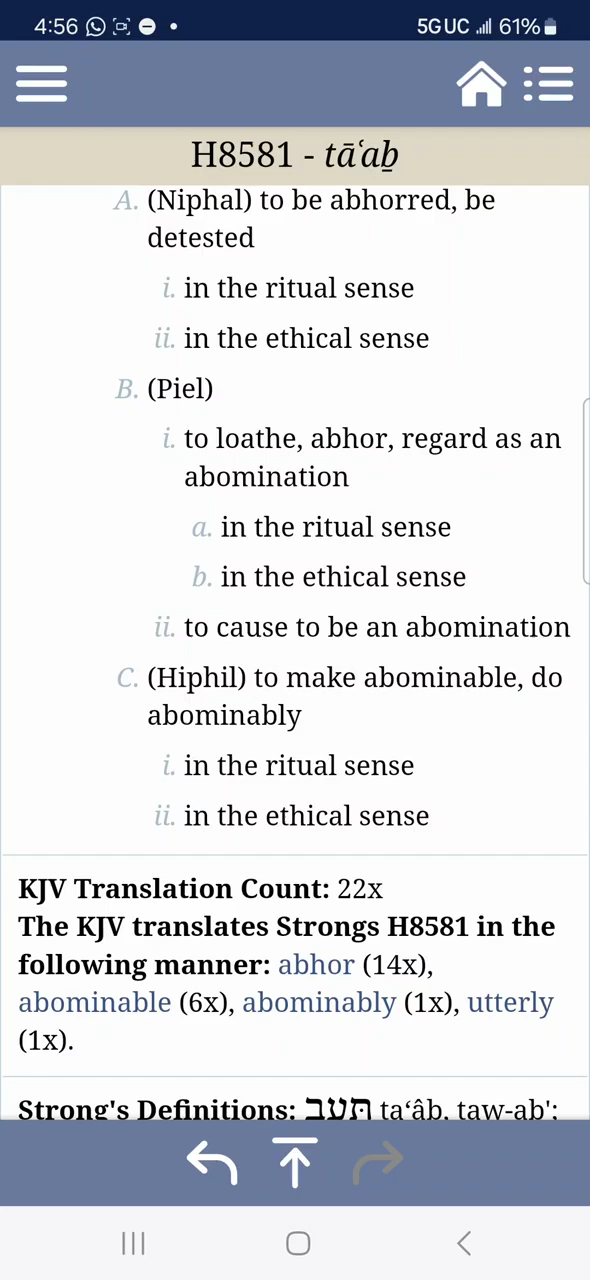 4:56
5G UC 61%
H8581 - tāʿaḇ
A. (Niphal) to be abhorred, be
detested
i. in the ritual sense
ii. in the ethical sense
B. (Piel)
i. to loathe, abhor, regard as an
abomination
a. in the ritual sense
b. in the ethical sense
ii. to cause to be an abomination
C. (Hiphil) to make abominable, do
abominably
i. in the ritual sense
ii. in the ethical sense
KJV Translation Count: 22x
The KJV translates Strongs H8581 in the
following manner: abhor (14x),
abominable (6x), abominably (1x), utterly
(1x).
Strong's Definitions: תָּעַב taʻâb, taw-ab';